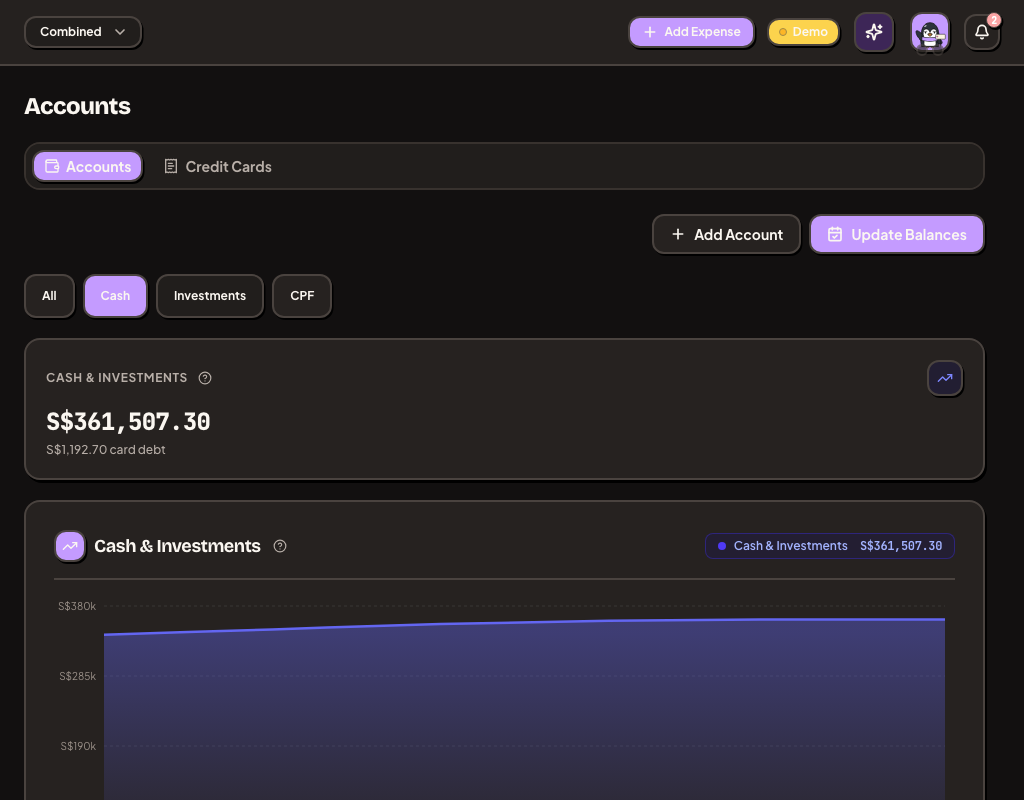 Combined
Add Expense
Demo
2
Accounts
Accounts
Credit Cards
Add Account
Update Balances
All
Cash
Investments
CPF
CASH & INVESTMENTS
S$361,507.30
S$1,192.70 card debt
Cash & Investments
Cash & Investments S$361,507.30
S$380k
S$285k
S$190k